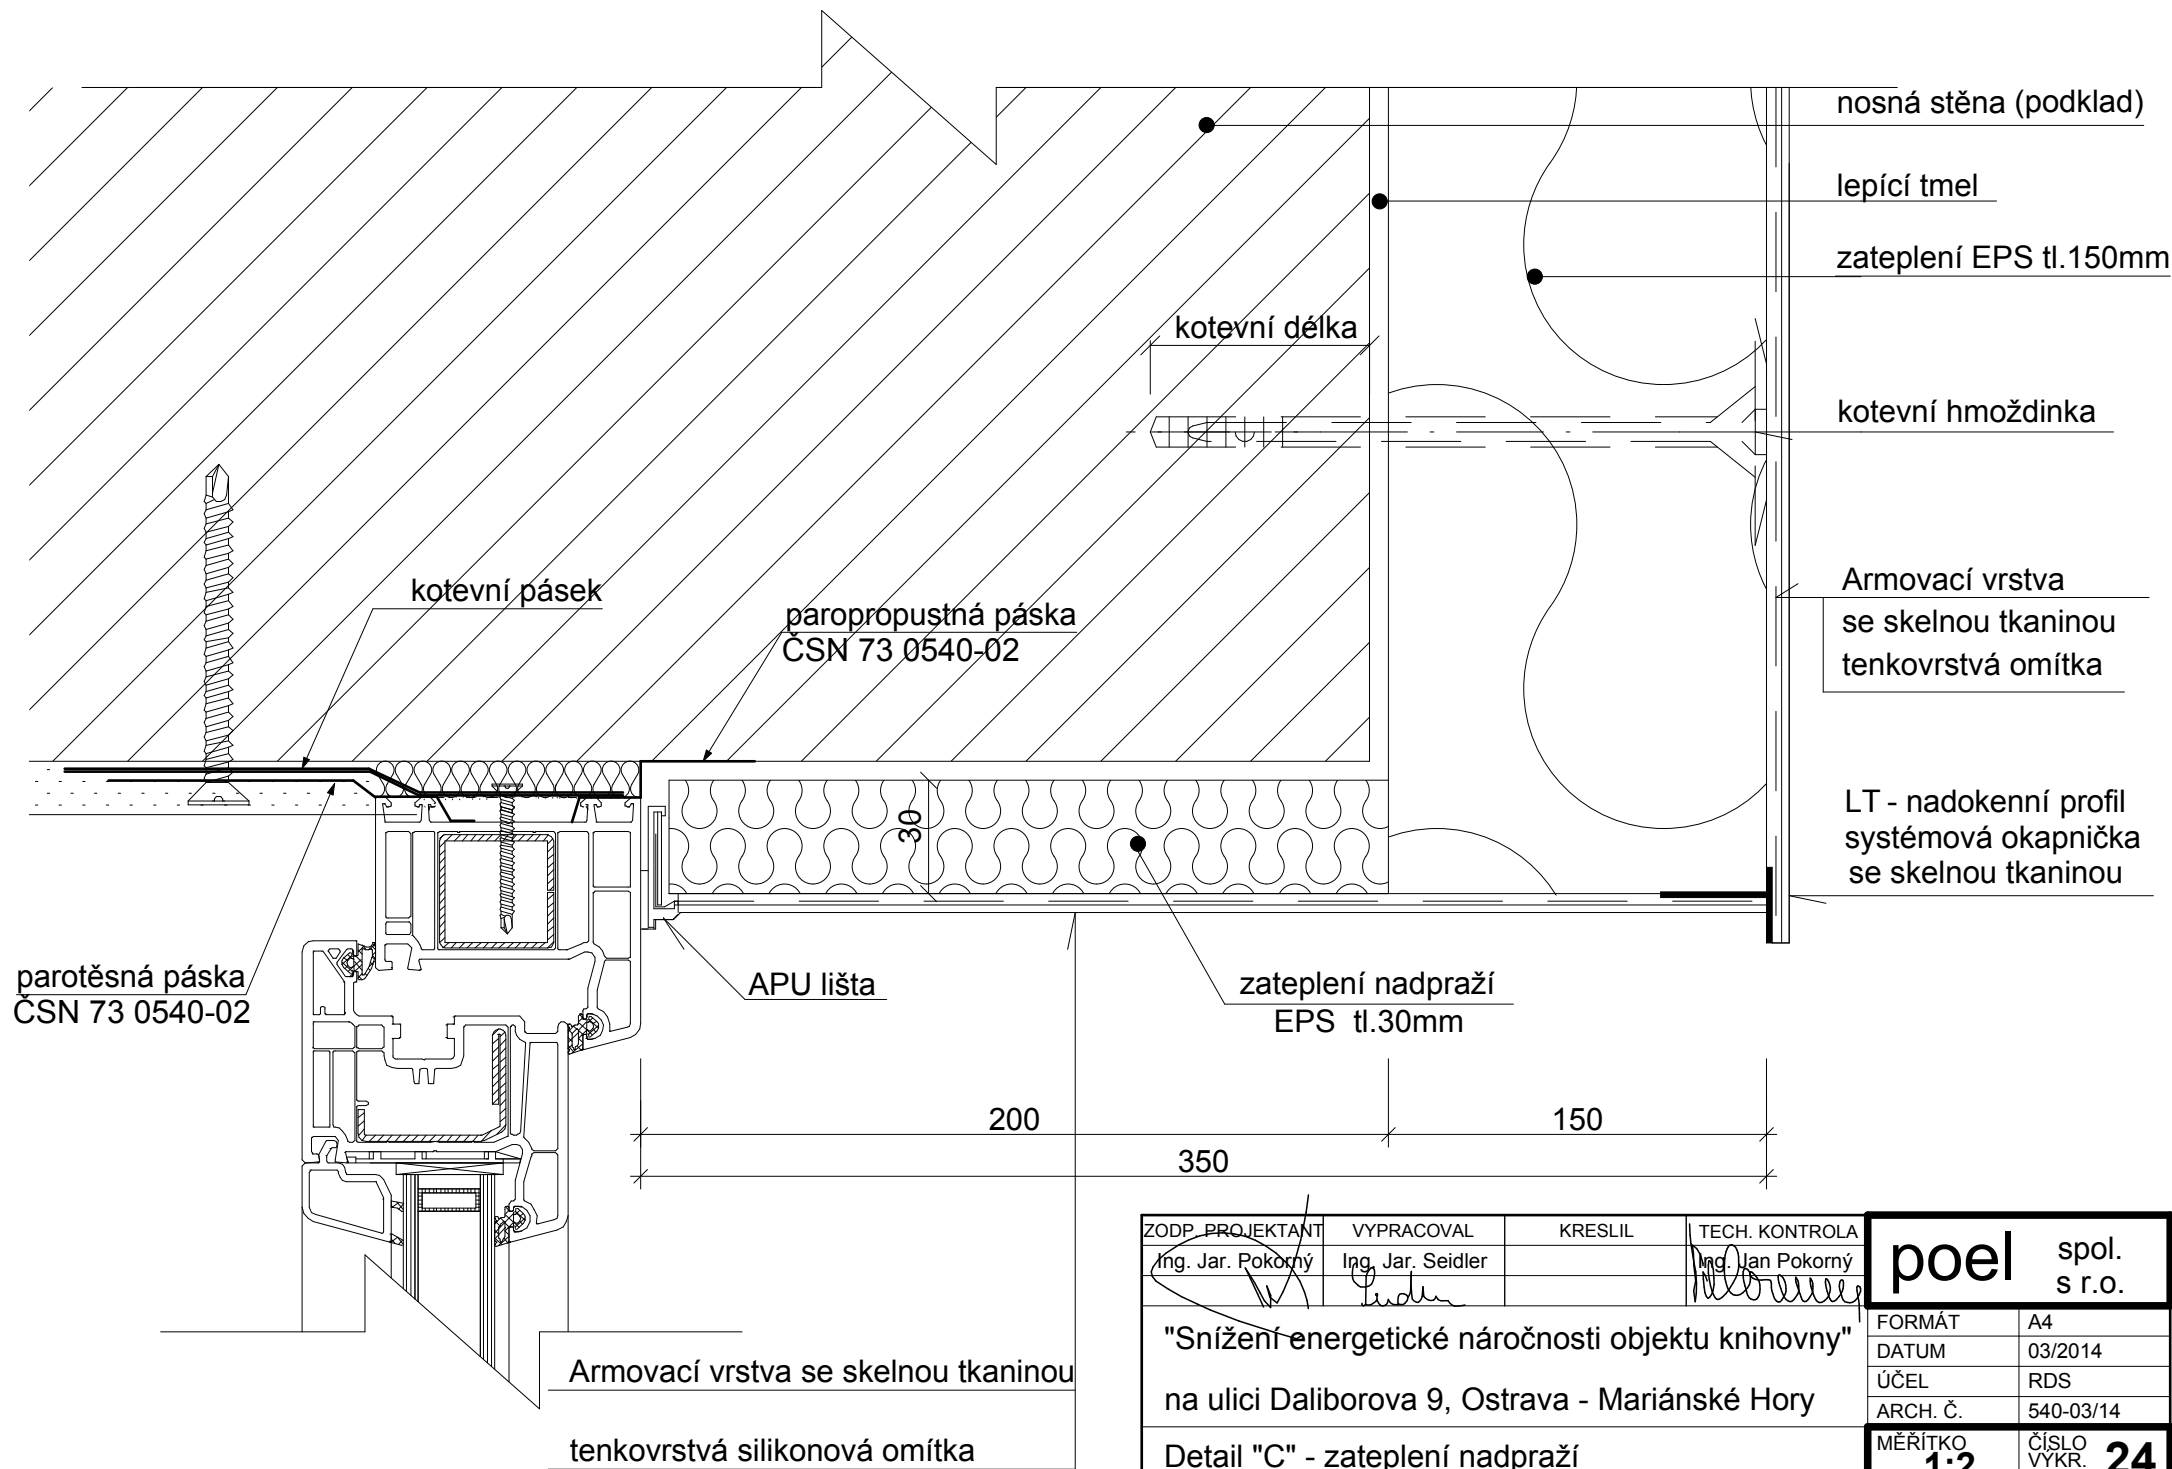 nosná stěna (podklad)
lepící tmel
zateplení EPS tl.150mm
kotevní délka
kotevní hmoždinka
kotevní pásek
paropropustná páska
ČSN 73 0540-02
Armovací vrstva
se skelnou tkaninou
tenkovrstvá omítka
LT - nadokenní profil
systémová okapnička
se skelnou tkaninou
30
parotěsná páska
ČSN 73 0540-02
APU lišta
zateplení nadpraží
EPS tl.30mm
200
150
350
Armovací vrstva se skelnou tkaninou
tenkovrstvá silikonová omítka
ZODP. PROJEKTANT VYPRACOVAL KRESLIL TECH. KONTROLA
Ing. Jar. Pokorný Ing. Jar. Seidler Ing. Jan Pokorný
poel spol.
s r.o.
"Snížení energetické náročnosti objektu knihovny"
na ulici Daliborova 9, Ostrava - Mariánské Hory
Detail "C" - zateplení nadpraží
FORMÁT A4
DATUM 03/2014
ÚČEL RDS
ARCH. Č. 540-03/14
MĚŘÍTKO 1:2
ČÍSLO VÝKR. 24